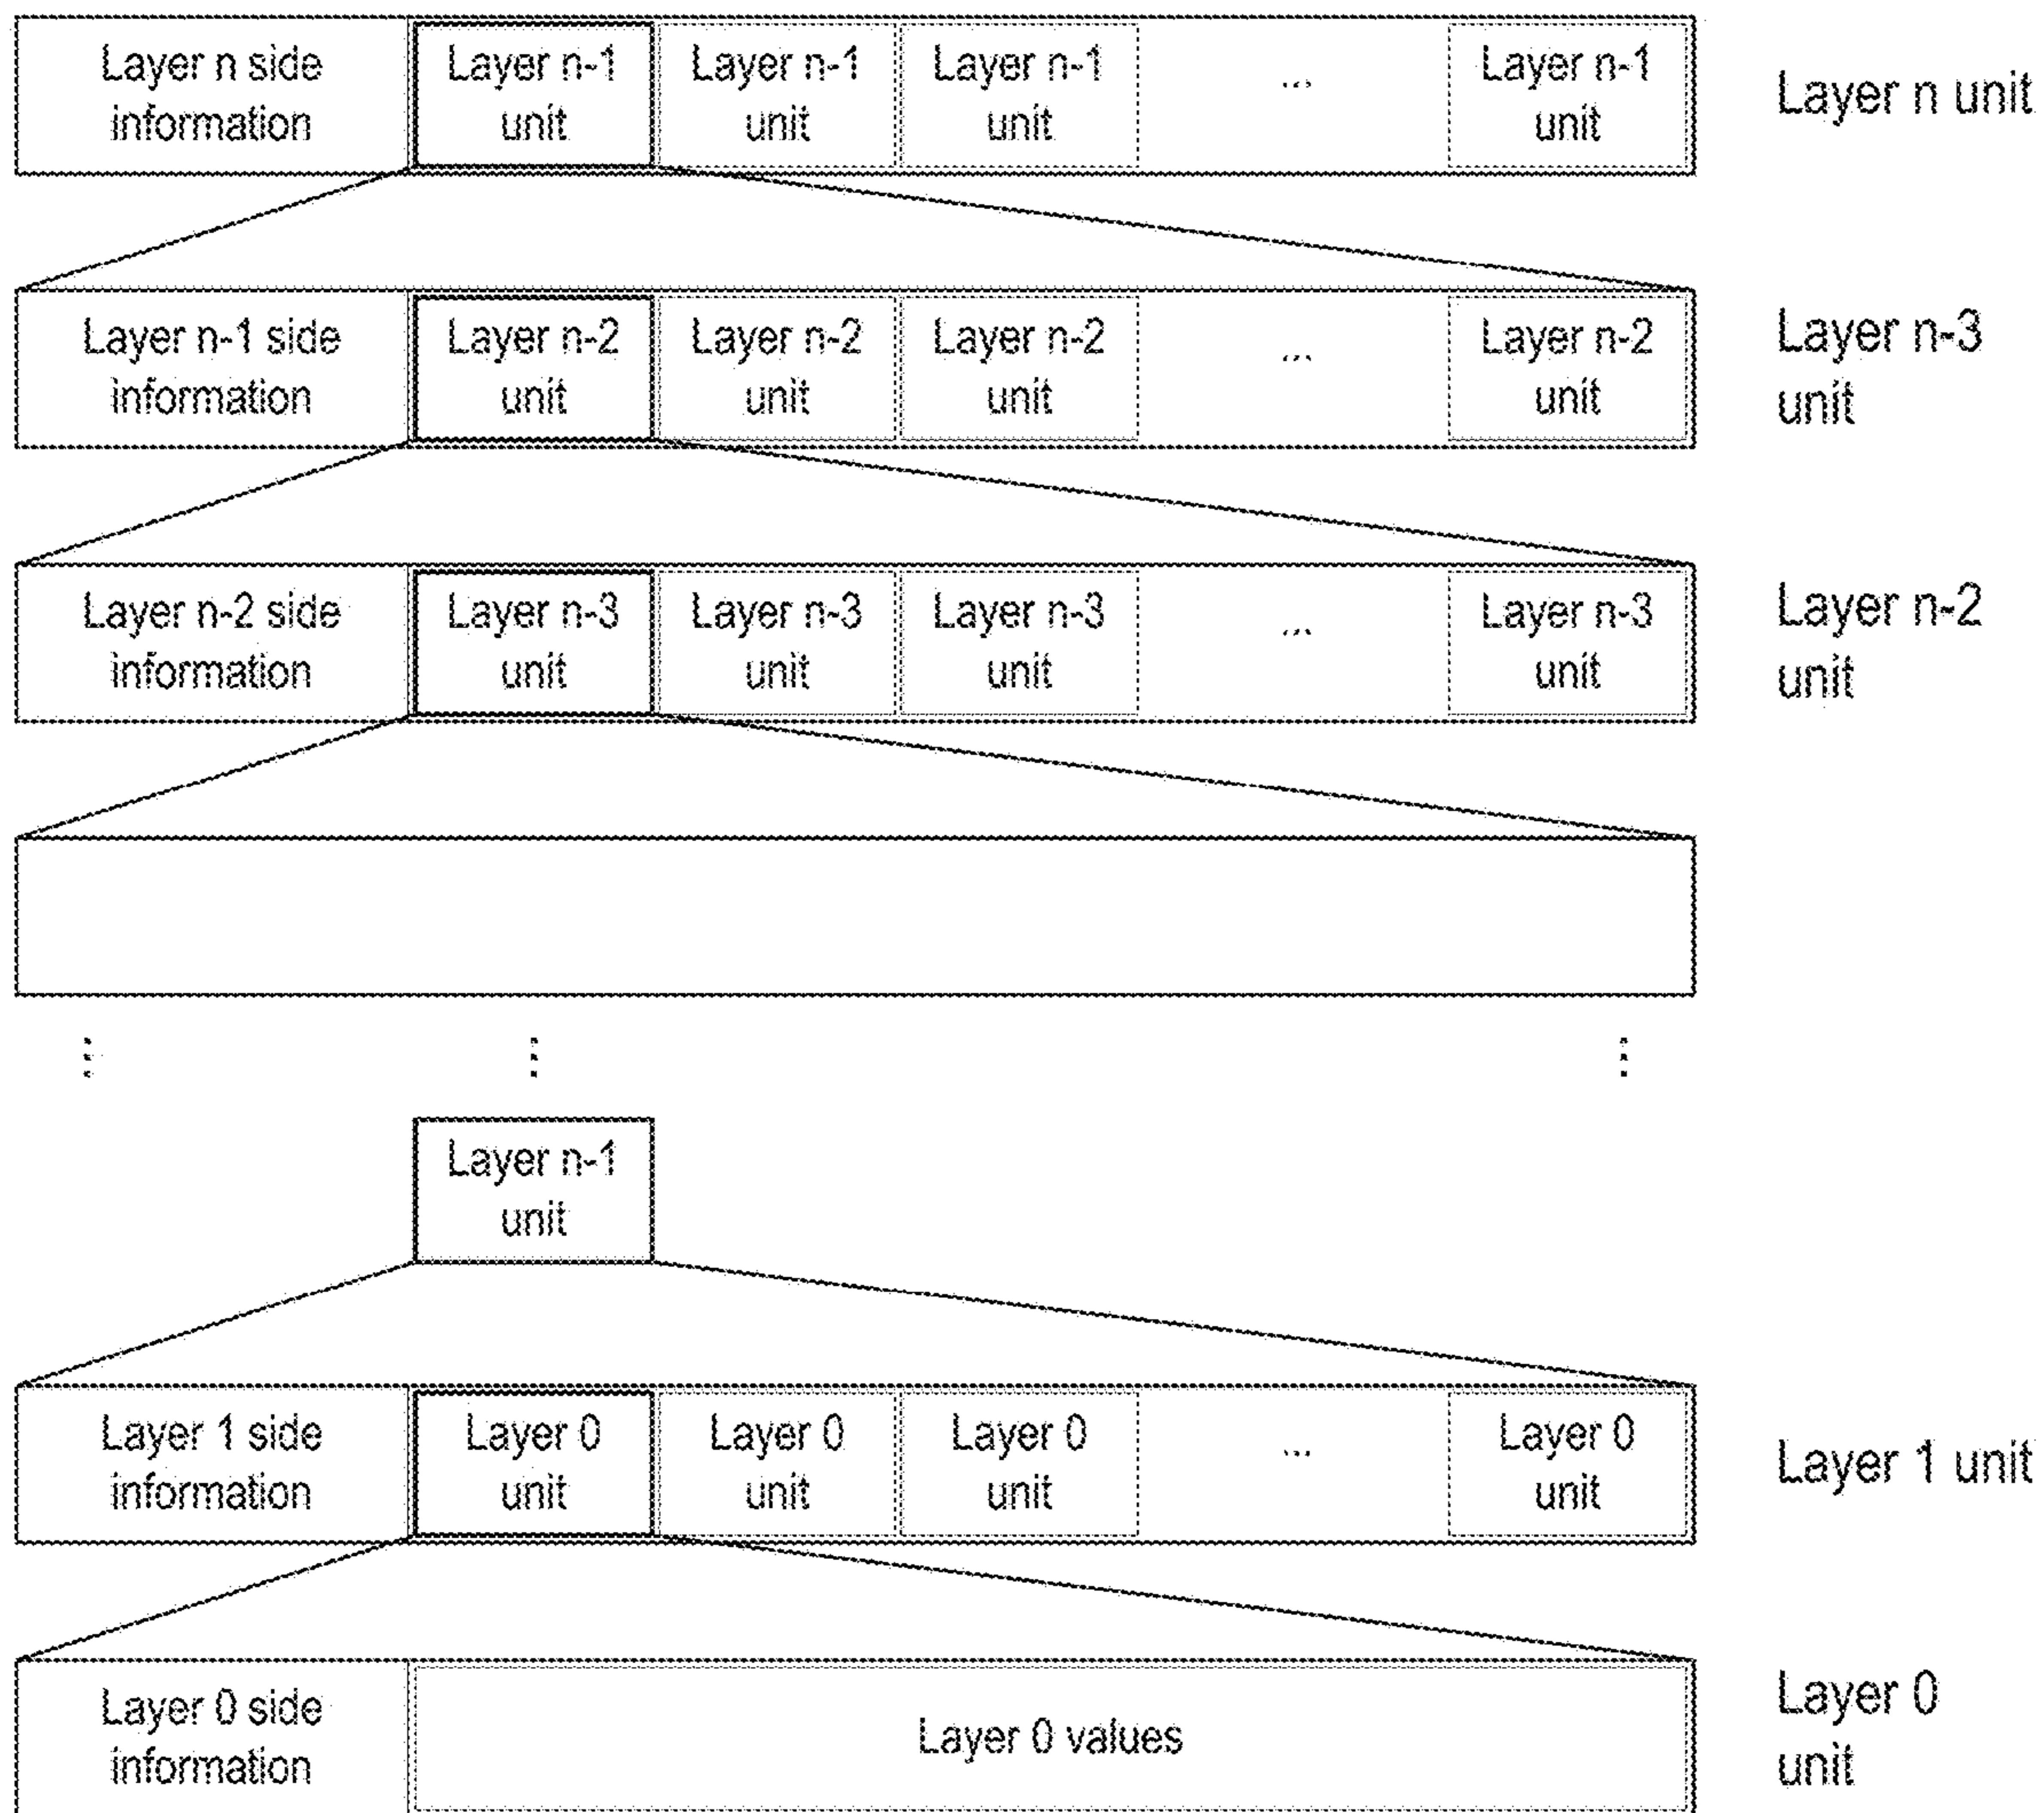 Layer n side
information
Layer n-1
unit
Layer n-1
unit
Layer n-1
unit
...
Layer n-1
unit
Layer n unit
Layer n-1 side
information
Layer n-2
unit
Layer n-2
unit
Layer n-2
unit
...
Layer n-2
unit
Layer n-3
unit
Layer n-2 side
information
Layer n-3
unit
Layer n-3
unit
Layer n-3
unit
...
Layer n-3
unit
Layer n-2
unit
Layer n-1
unit
Layer 1 side
information
Layer 0
unit
Layer 0
unit
Layer 0
unit
...
Layer 0
unit
Layer 1 unit
Layer 0 side
information
Layer 0 values
Layer 0
unit